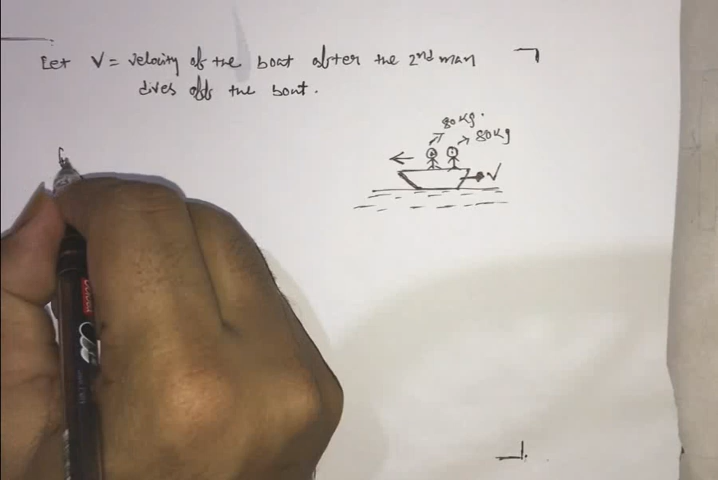 Let V = velocity of the boat after the 2nd man
dives off the boat.
80 Kg.
80 Kg
V